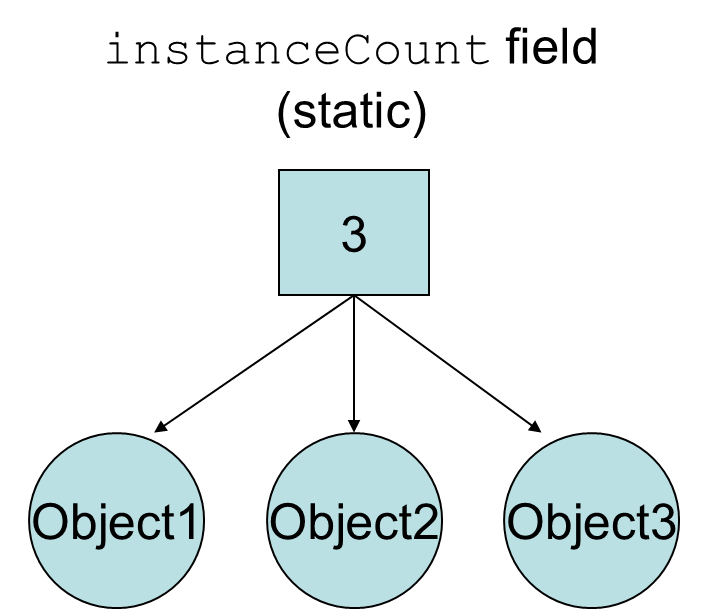 instanceCount field
(static)
3
Object1 Object2 Object3